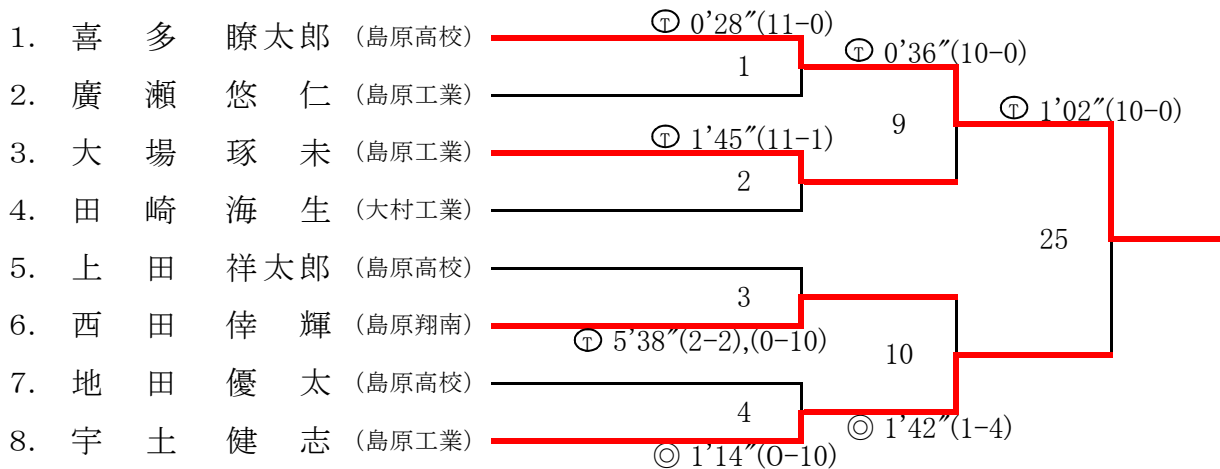 1. 喜多 瞭太郎 (島原高校) Ⓣ 0'28"(11-0)
1 Ⓣ 0'36"(10-0)
2. 廣瀬 悠仁 (島原工業)
9 Ⓣ 1'02"(10-0)
3. 大場 琢未 (島原工業) Ⓣ 1'45"(11-1)
2
4. 田崎 海生 (大村工業)
25
5. 上田 祥太郎 (島原高校)
3
6. 西田 倖輝 (島原翔南) Ⓣ 5'38"(2-2),(0-10)
10
7. 地田 優太 (島原高校)
4 ◎ 1'42"(1-4)
8. 宇土 健志 (島原工業) ◎ 1'14"(0-10)